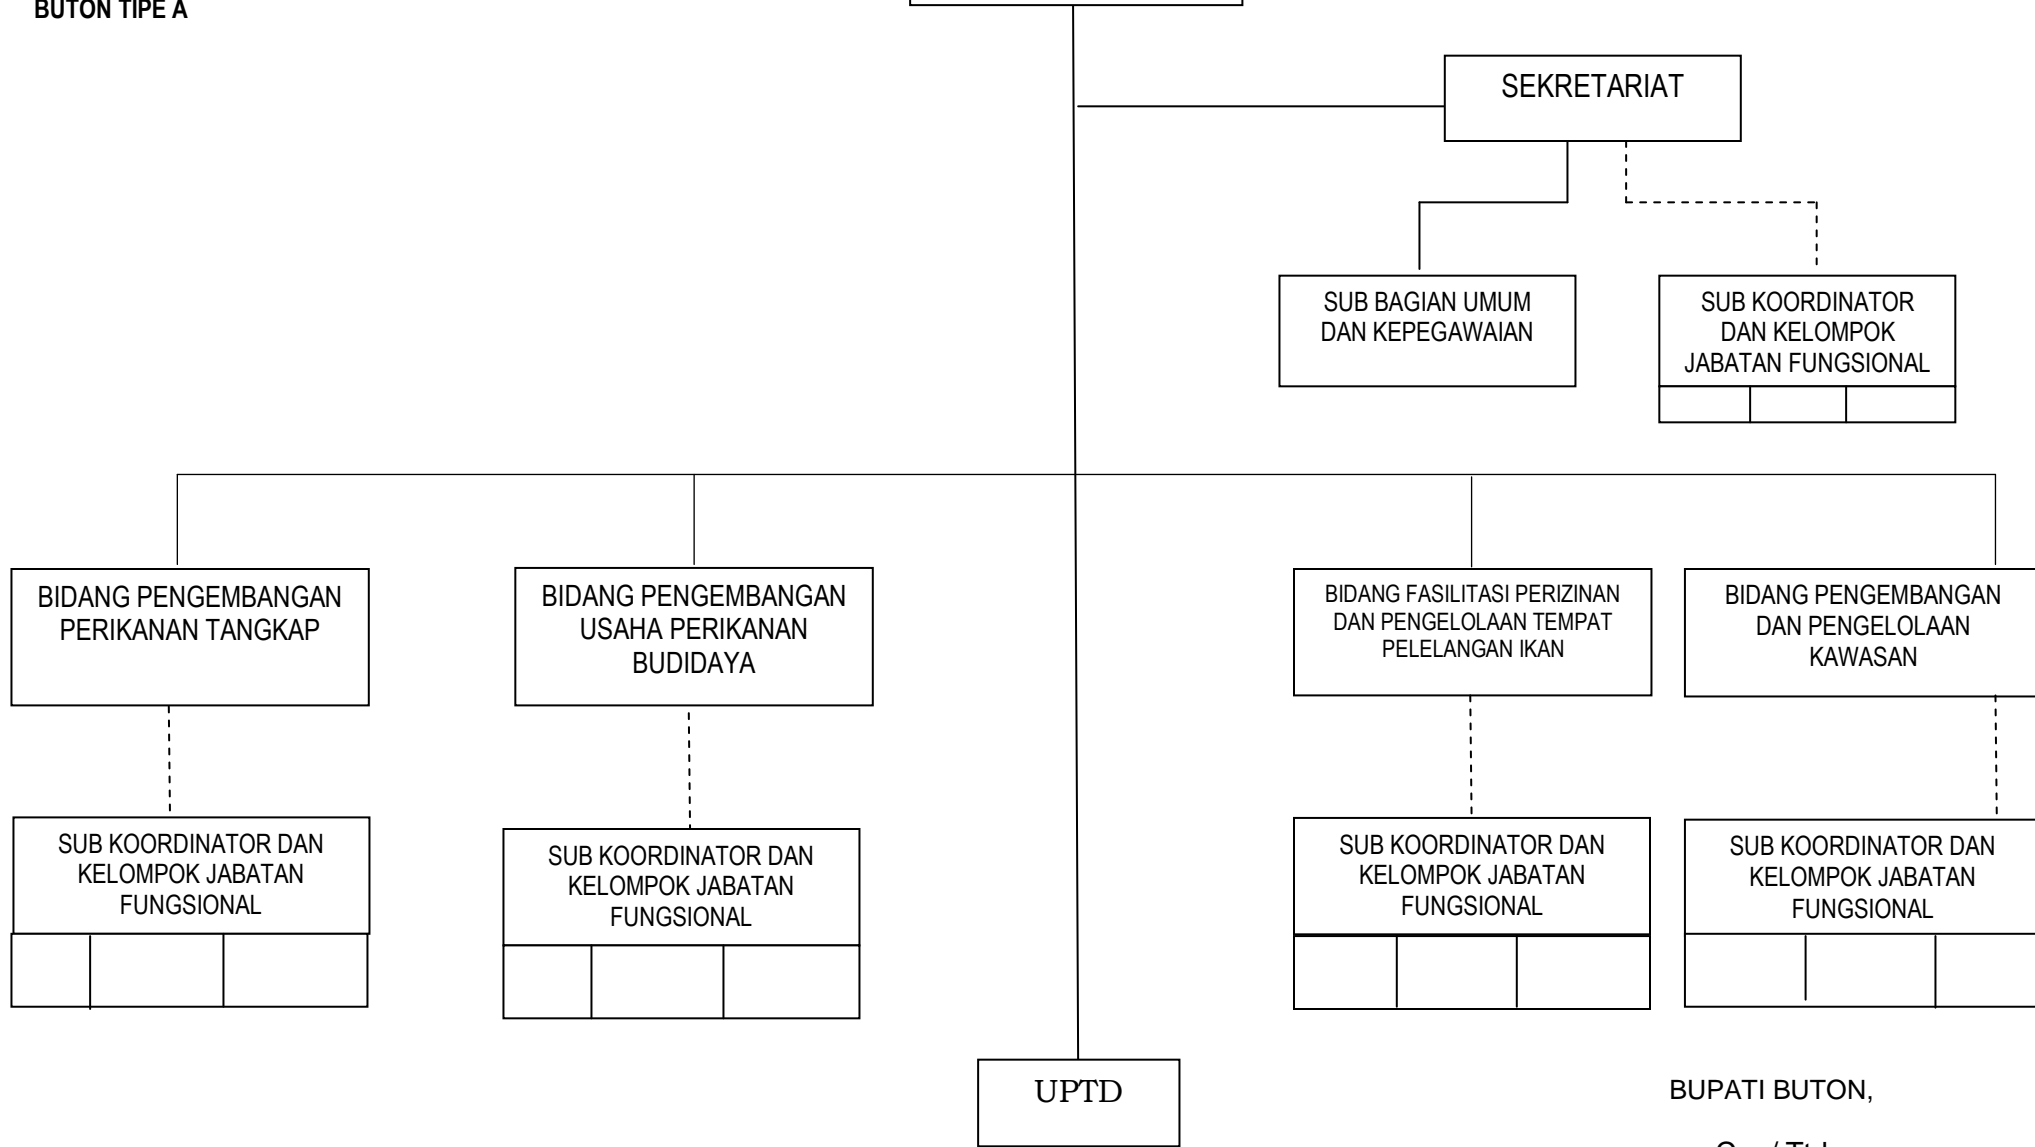 BUTON TIPE A
SEKRETARIAT
SUB BAGIAN UMUM
DAN KEPEGAWAIAN
SUB KOORDINATOR
DAN KELOMPOK
JABATAN FUNGSIONAL
BIDANG PENGEMBANGAN
PERIKANAN TANGKAP
BIDANG PENGEMBANGAN
USAHA PERIKANAN
BUDIDAYA
BIDANG FASILITASI PERIZINAN
DAN PENGELOLAAN TEMPAT
PELELANGAN IKAN
BIDANG PENGEMBANGAN
DAN PENGELOLAAN
KAWASAN
SUB KOORDINATOR DAN
KELOMPOK JABATAN
FUNGSIONAL
SUB KOORDINATOR DAN
KELOMPOK JABATAN
FUNGSIONAL
SUB KOORDINATOR DAN
KELOMPOK JABATAN
FUNGSIONAL
SUB KOORDINATOR DAN
KELOMPOK JABATAN
FUNGSIONAL
UPTD
BUPATI BUTON,